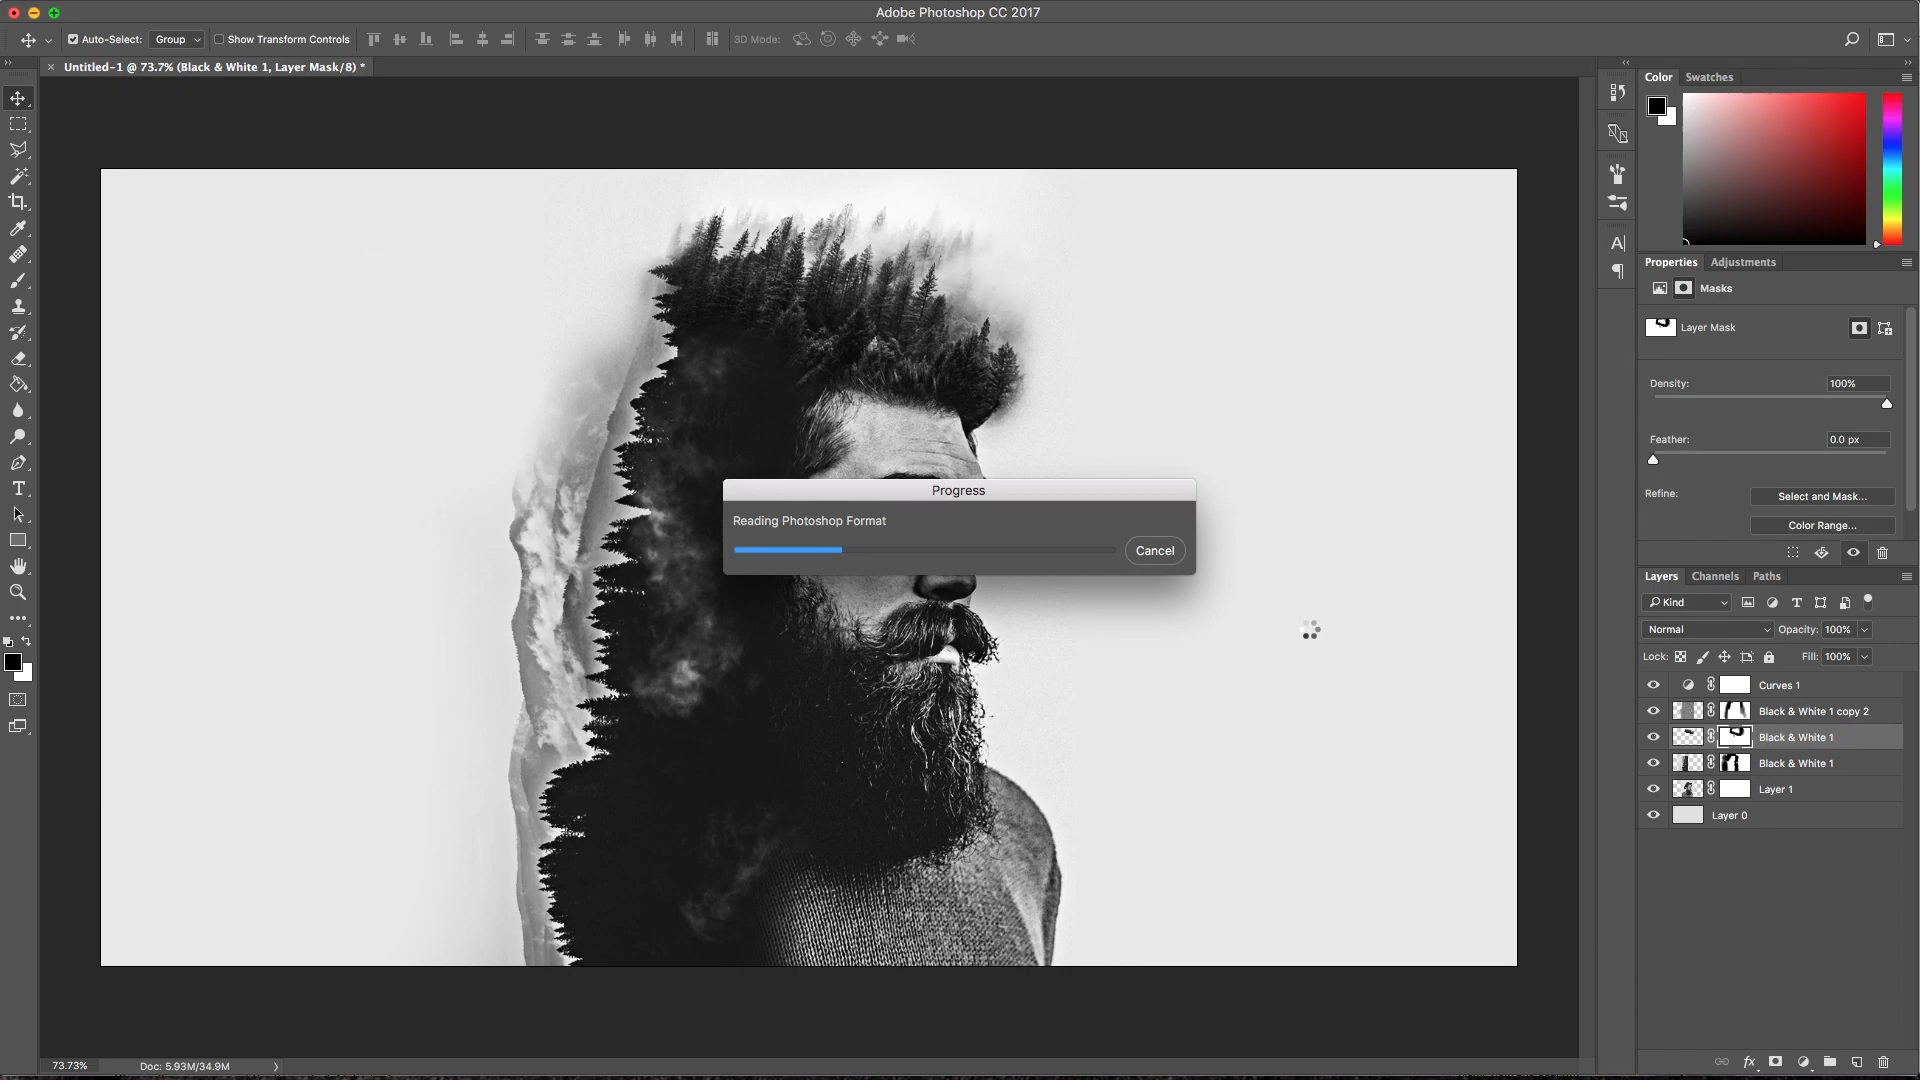 Adobe Photoshop CC 2017
Auto-Select: Group Show Transform Controls 3D Mode:
Untitled-1 @ 73.7% (Black & White 1, Layer Mask/8) *
Color Swatches
Properties Adjustments
Masks
Layer Mask
Density: 100%
Feather: 0.0 px
Refine: Select and Mask...
Color Range...
Progress
Reading Photoshop Format
Cancel
Layers Channels Paths
Kind
Normal Opacity: 100%
Lock: Fill: 100%
Curves 1
Black & White 1 copy 2
Black & White 1
Black & White 1
Layer 1
Layer 0
73.73% Doc: 5.93M/34.9M